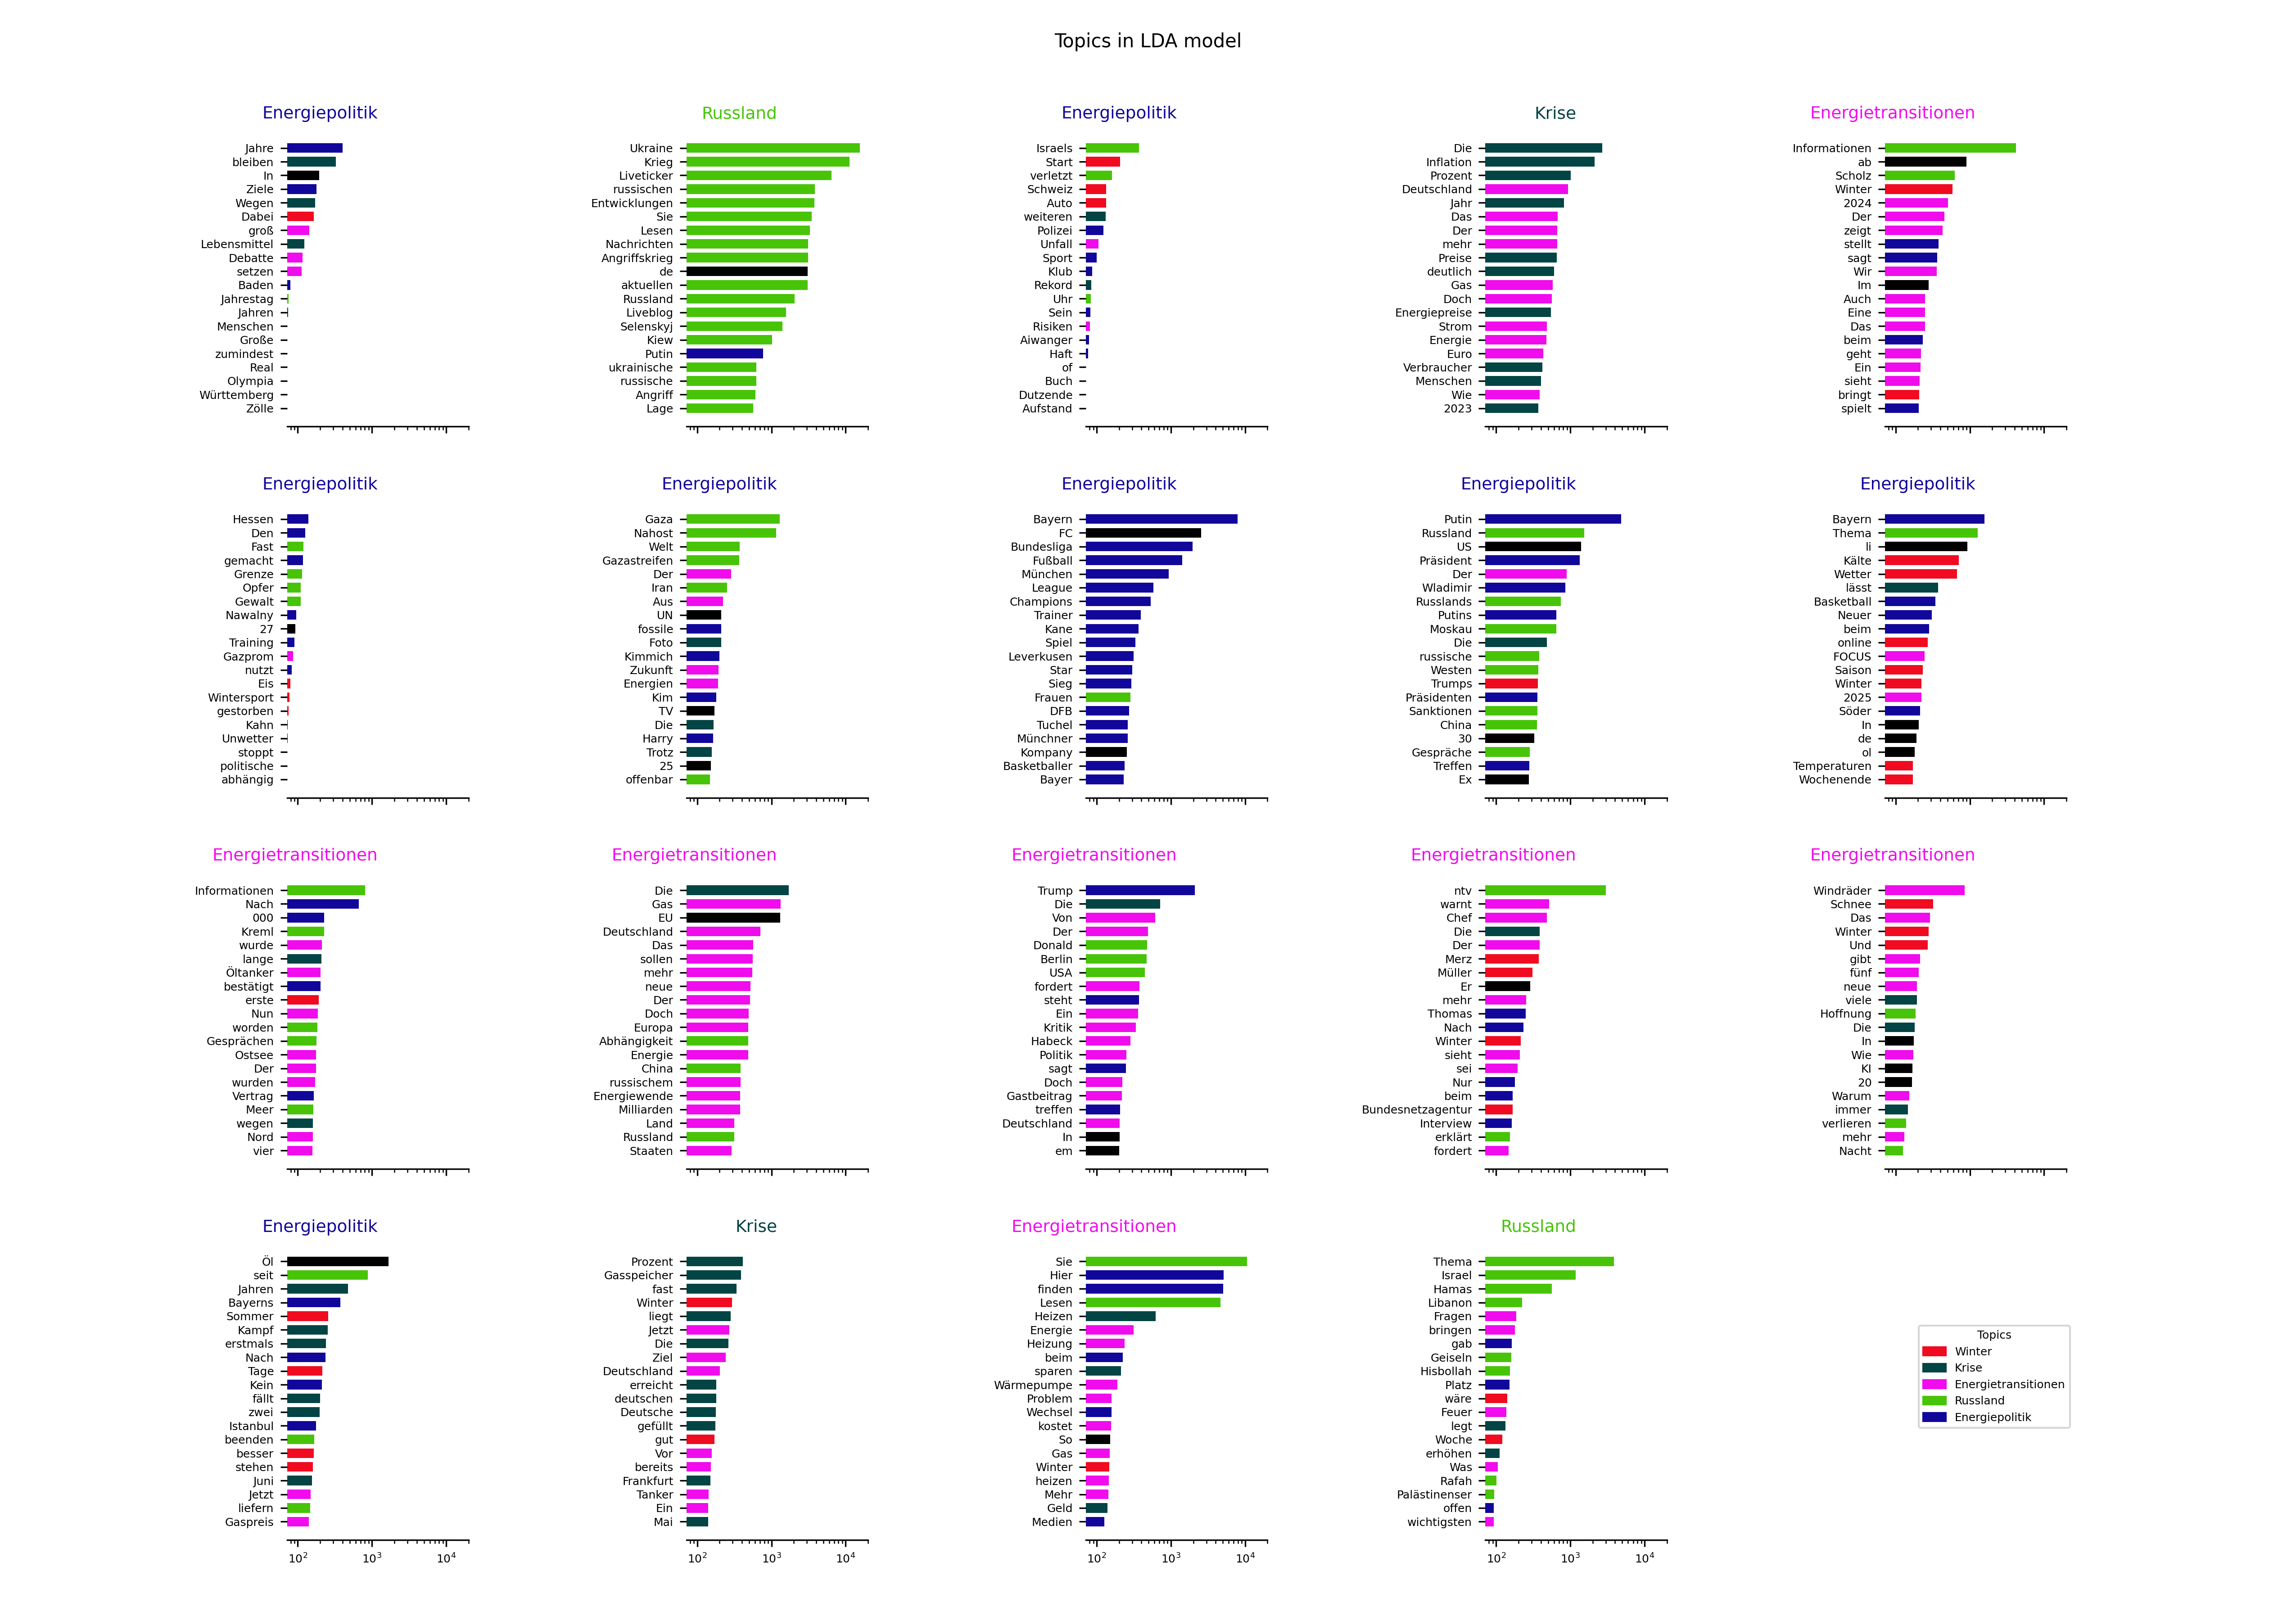 Topics in LDA model
Energiepolitik
Jahre
bleiben
In
Ziele
Wegen
Dabei
groß
Lebensmittel
Debatte
setzen
Baden
Jahrestag
Jahren
Menschen
Große
zumindest
Real
Olympia
Württemberg
Zölle
Russland
Ukraine
Krieg
Liveticker
russischen
Entwicklungen
Sie
Lesen
Nachrichten
Angriffskrieg
de
aktuellen
Russland
Liveblog
Selenskyj
Kiew
Putin
ukrainische
russische
Angriff
Lage
Energiepolitik
Israels
Start
verletzt
Schweiz
Auto
weiteren
Polizei
Unfall
Sport
Klub
Rekord
Uhr
Sein
Risiken
Aiwanger
Haft
of
Buch
Dutzende
Aufstand
Krise
Die
Inflation
Prozent
Deutschland
Jahr
Das
Der
mehr
Preise
deutlich
Gas
Doch
Energiepreise
Strom
Energie
Euro
Verbraucher
Menschen
Wie
2023
Energietransitionen
Informationen
ab
Scholz
Winter
2024
Der
zeigt
stellt
sagt
Wir
Im
Auch
Eine
Das
beim
geht
Ein
sieht
bringt
spielt
Energiepolitik
Hessen
Den
Fast
gemacht
Grenze
Opfer
Gewalt
Nawalny
27
Training
Gazprom
nutzt
Eis
Wintersport
gestorben
Kahn
Unwetter
stoppt
politische
abhängig
Energiepolitik
Gaza
Nahost
Welt
Gazastreifen
Der
Iran
Aus
UN
fossile
Foto
Kimmich
Zukunft
Energien
Kim
TV
Die
Harry
Trotz
25
offenbar
Energiepolitik
Bayern
FC
Bundesliga
Fußball
München
League
Champions
Trainer
Kane
Spiel
Leverkusen
Star
Sieg
Frauen
DFB
Tuchel
Münchner
Kompany
Basketballer
Bayer
Energiepolitik
Putin
Russland
US
Präsident
Der
Wladimir
Russlands
Putins
Moskau
Die
russische
Westen
Trumps
Präsidenten
Sanktionen
China
30
Gespräche
Treffen
Ex
Energiepolitik
Bayern
Thema
li
Kälte
Wetter
lässt
Basketball
Neuer
beim
online
FOCUS
Saison
Winter
2025
Söder
In
de
ol
Temperaturen
Wochenende
Energietransitionen
Informationen
Nach
000
Kreml
wurde
lange
Öltanker
bestätigt
erste
Nun
worden
Gesprächen
Ostsee
Der
wurden
Vertrag
Meer
wegen
Nord
vier
Energietransitionen
Die
Gas
EU
Deutschland
Das
sollen
mehr
neue
Der
Doch
Europa
Abhängigkeit
Energie
China
russischem
Energiewende
Milliarden
Land
Russland
Staaten
Energietransitionen
Trump
Die
Von
Der
Donald
Berlin
USA
fordert
steht
Ein
Kritik
Habeck
Politik
sagt
Doch
Gastbeitrag
treffen
Deutschland
In
em
Energietransitionen
ntv
warnt
Chef
Die
Der
Merz
Müller
Er
mehr
Thomas
Nach
Winter
sieht
sei
Nur
beim
Bundesnetzagentur
Interview
erklärt
fordert
Energietransitionen
Windräder
Schnee
Das
Winter
Und
gibt
fünf
neue
viele
Hoffnung
Die
In
Wie
KI
20
Warum
immer
verlieren
mehr
Nacht
Energiepolitik
Öl
seit
Jahren
Bayerns
Sommer
Kampf
erstmals
Nach
Tage
Kein
fällt
zwei
Istanbul
beenden
besser
stehen
Juni
Jetzt
liefern
Gaspreis
10² 10³ 10⁴
Krise
Prozent
Gasspeicher
fast
Winter
liegt
Jetzt
Die
Ziel
Deutschland
erreicht
deutschen
Deutsche
gefüllt
gut
Vor
bereits
Frankfurt
Tanker
Ein
Mai
10² 10³ 10⁴
Energietransitionen
Sie
Hier
finden
Lesen
Heizen
Energie
Heizung
beim
sparen
Wärmepumpe
Problem
Wechsel
kostet
So
Gas
Winter
heizen
Mehr
Geld
Medien
10² 10³ 10⁴
Russland
Thema
Israel
Hamas
Libanon
Fragen
bringen
gab
Geiseln
Hisbollah
Platz
wäre
Feuer
legt
Woche
erhöhen
Was
Rafah
Palästinenser
offen
wichtigsten
10² 10³ 10⁴
Topics
Winter
Krise
Energietransitionen
Russland
Energiepolitik